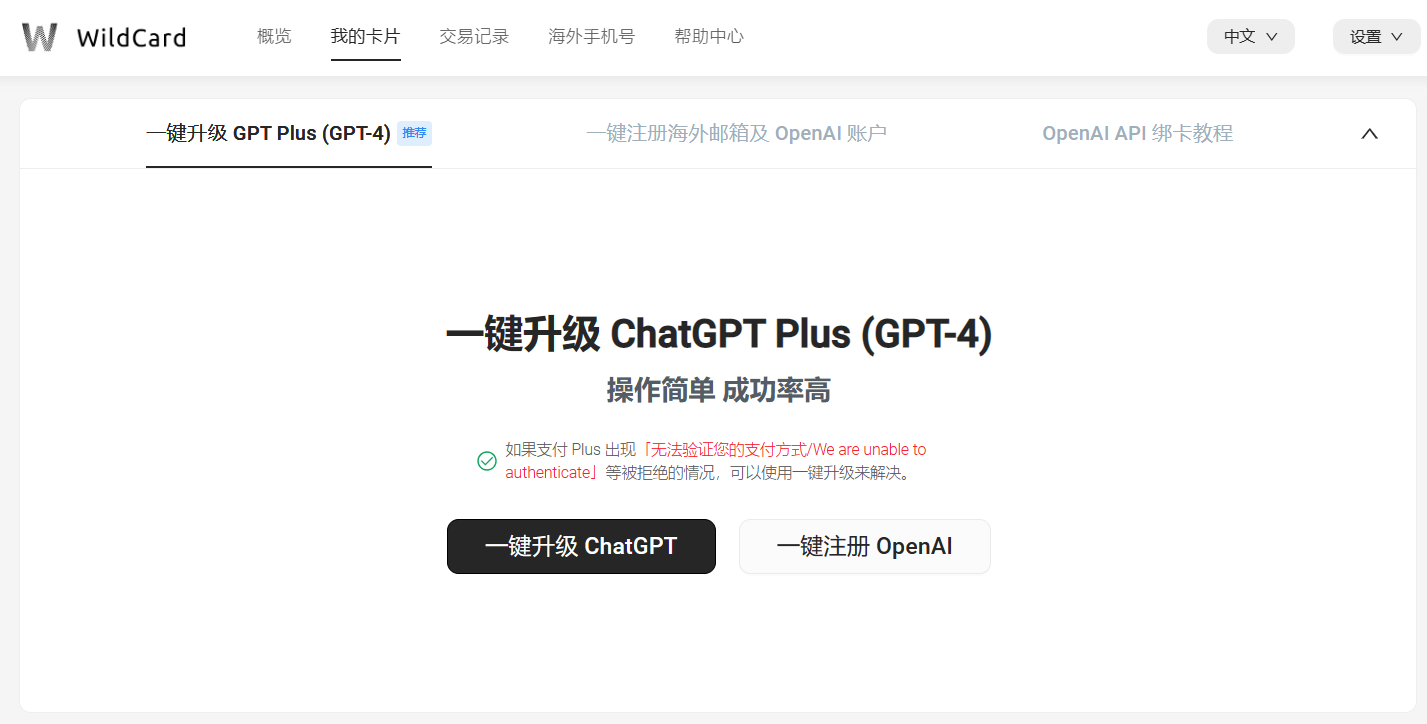 WildCard
概览
我的卡片
交易记录
海外手机号
帮助中心
中文
设置
一键升级 GPT Plus (GPT-4) 推荐
一键注册海外邮箱及 OpenAI 账户
OpenAI API 绑卡教程
一键升级 ChatGPT Plus (GPT-4)
操作简单 成功率高
如果支付 Plus 出现「无法验证您的支付方式/We are unable to
authenticate」等被拒绝的情况，可以使用一键升级来解决。
一键升级 ChatGPT
一键注册 OpenAI